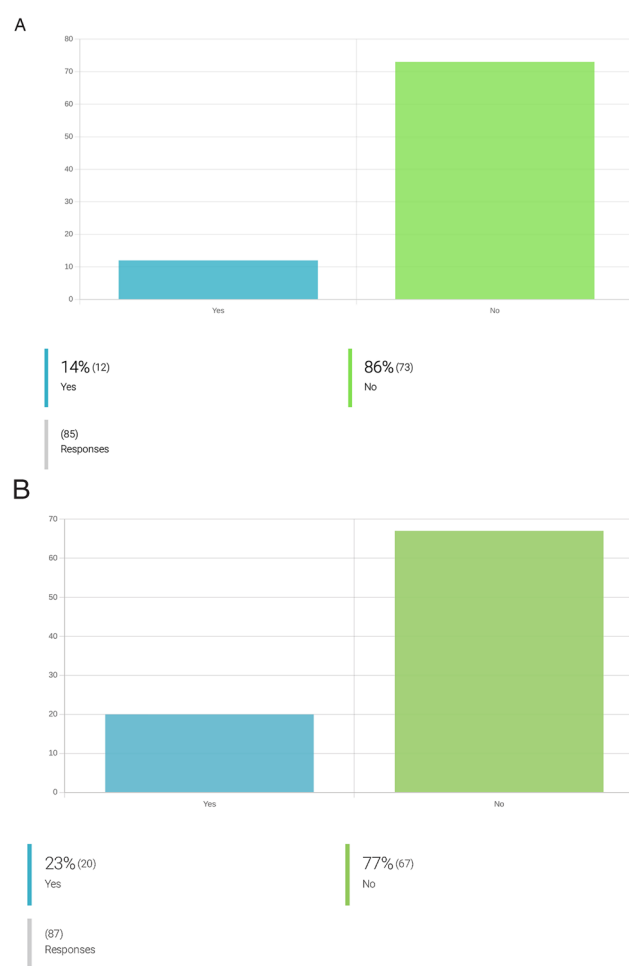 A
80
70
60
50
40
30
20
10
0
Yes No
14% (12) 86% (73)
Yes No
(85)
Responses
B
70
60
50
40
30
20
10
0
Yes No
23% (20) 77% (67)
Yes No
(87)
Responses